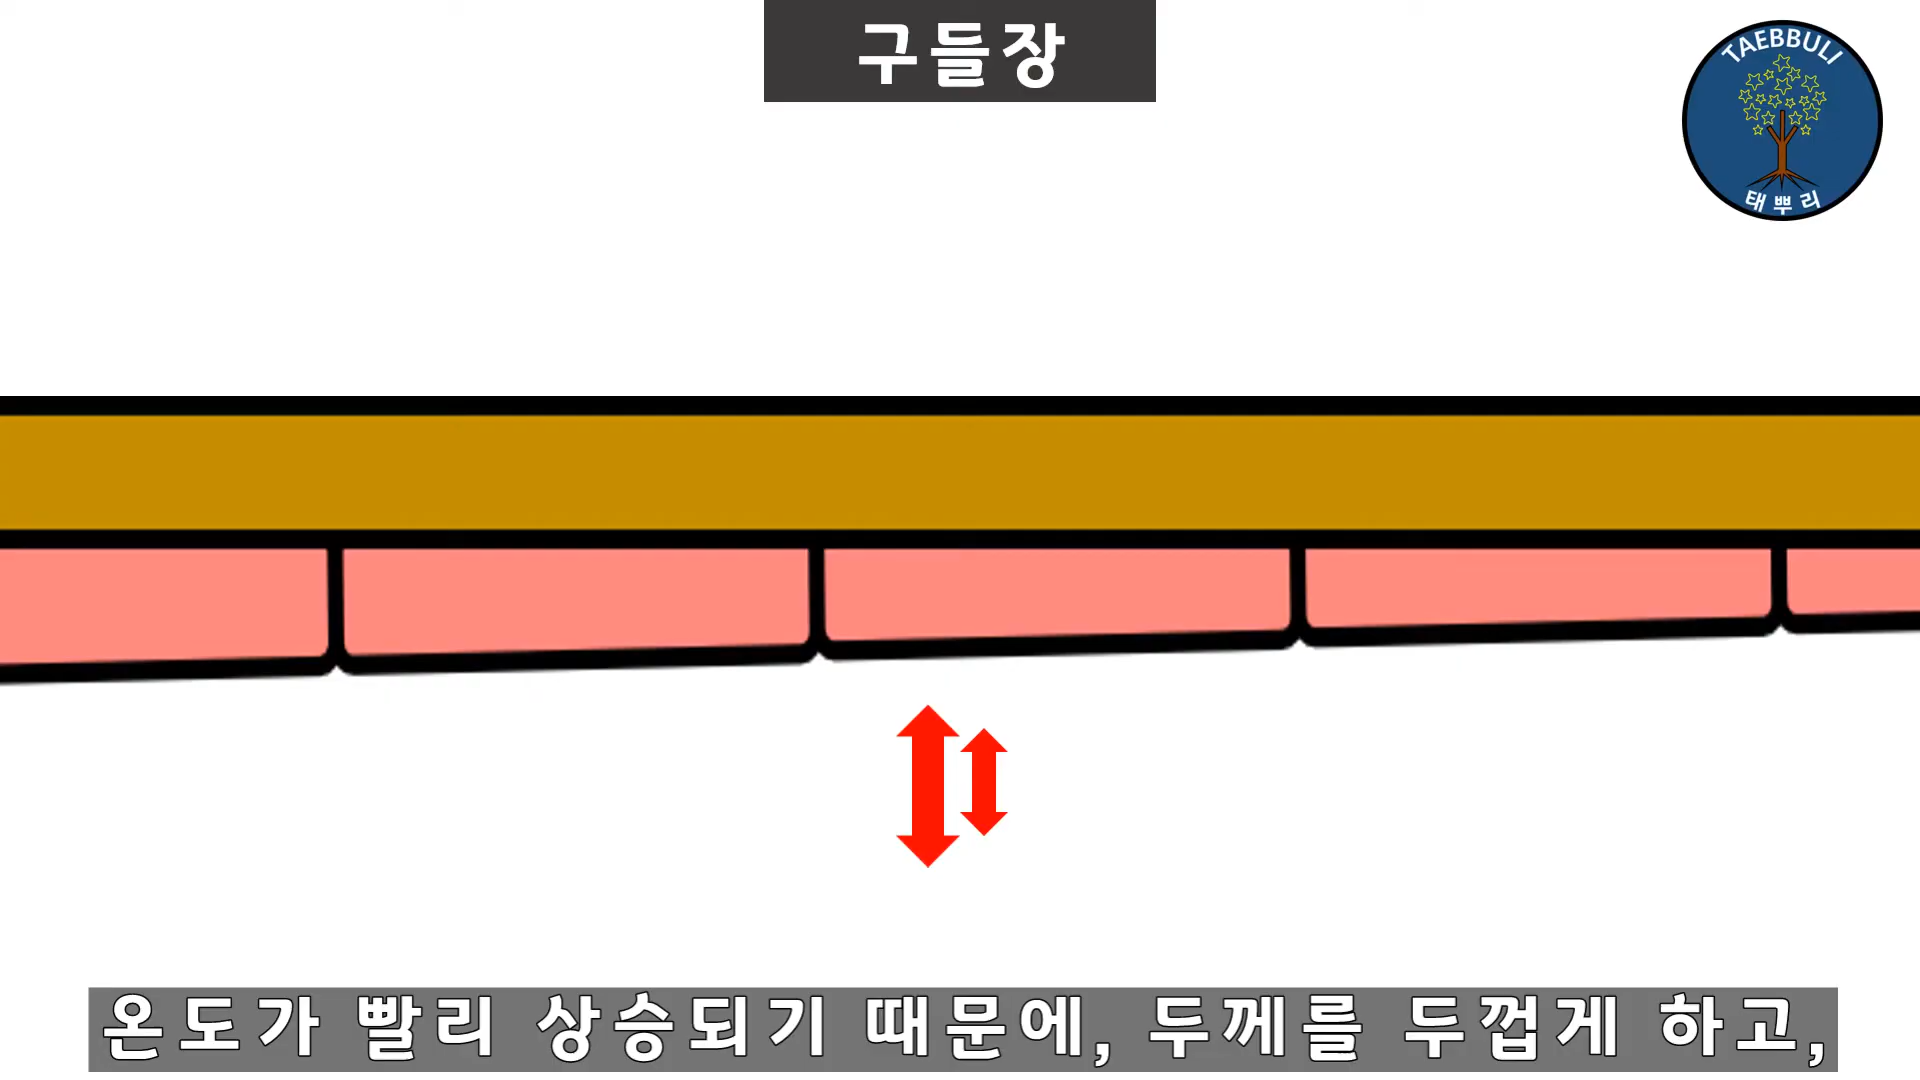 구들장
TAEBBULI
태뿌리
온도가 빨리 상승되기 때문에, 두께를 두껍게 하고,